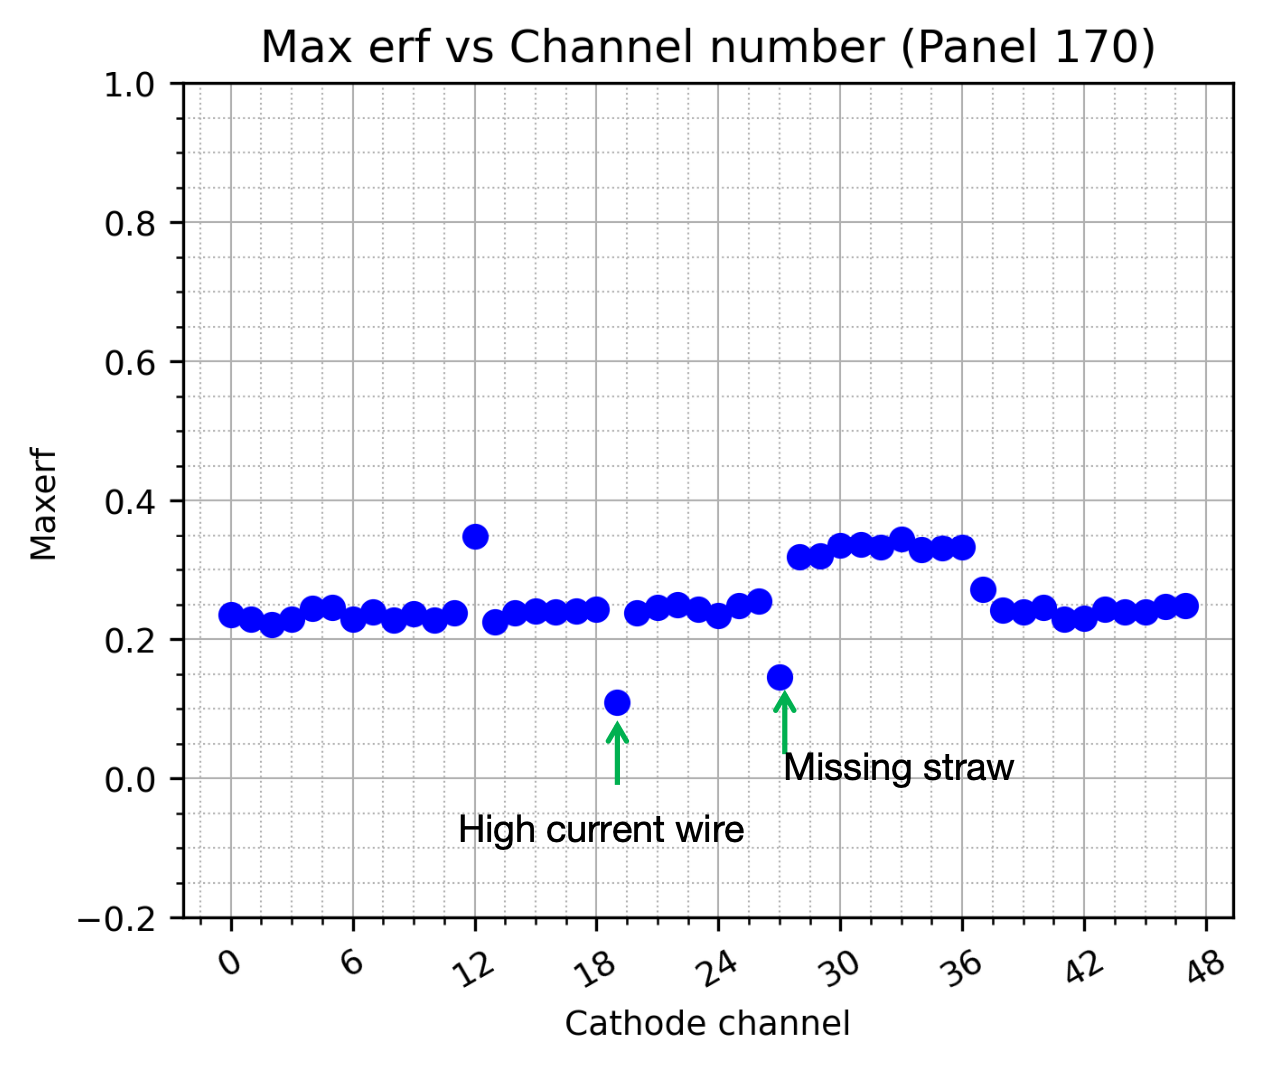 Max erf vs Channel number (Panel 170)
1.0
0.8
0.6
0.4
0.2
0.0
−0.2
Maxerf
Missing straw
High current wire
0 6 12 18 24 30 36 42 48
Cathode channel